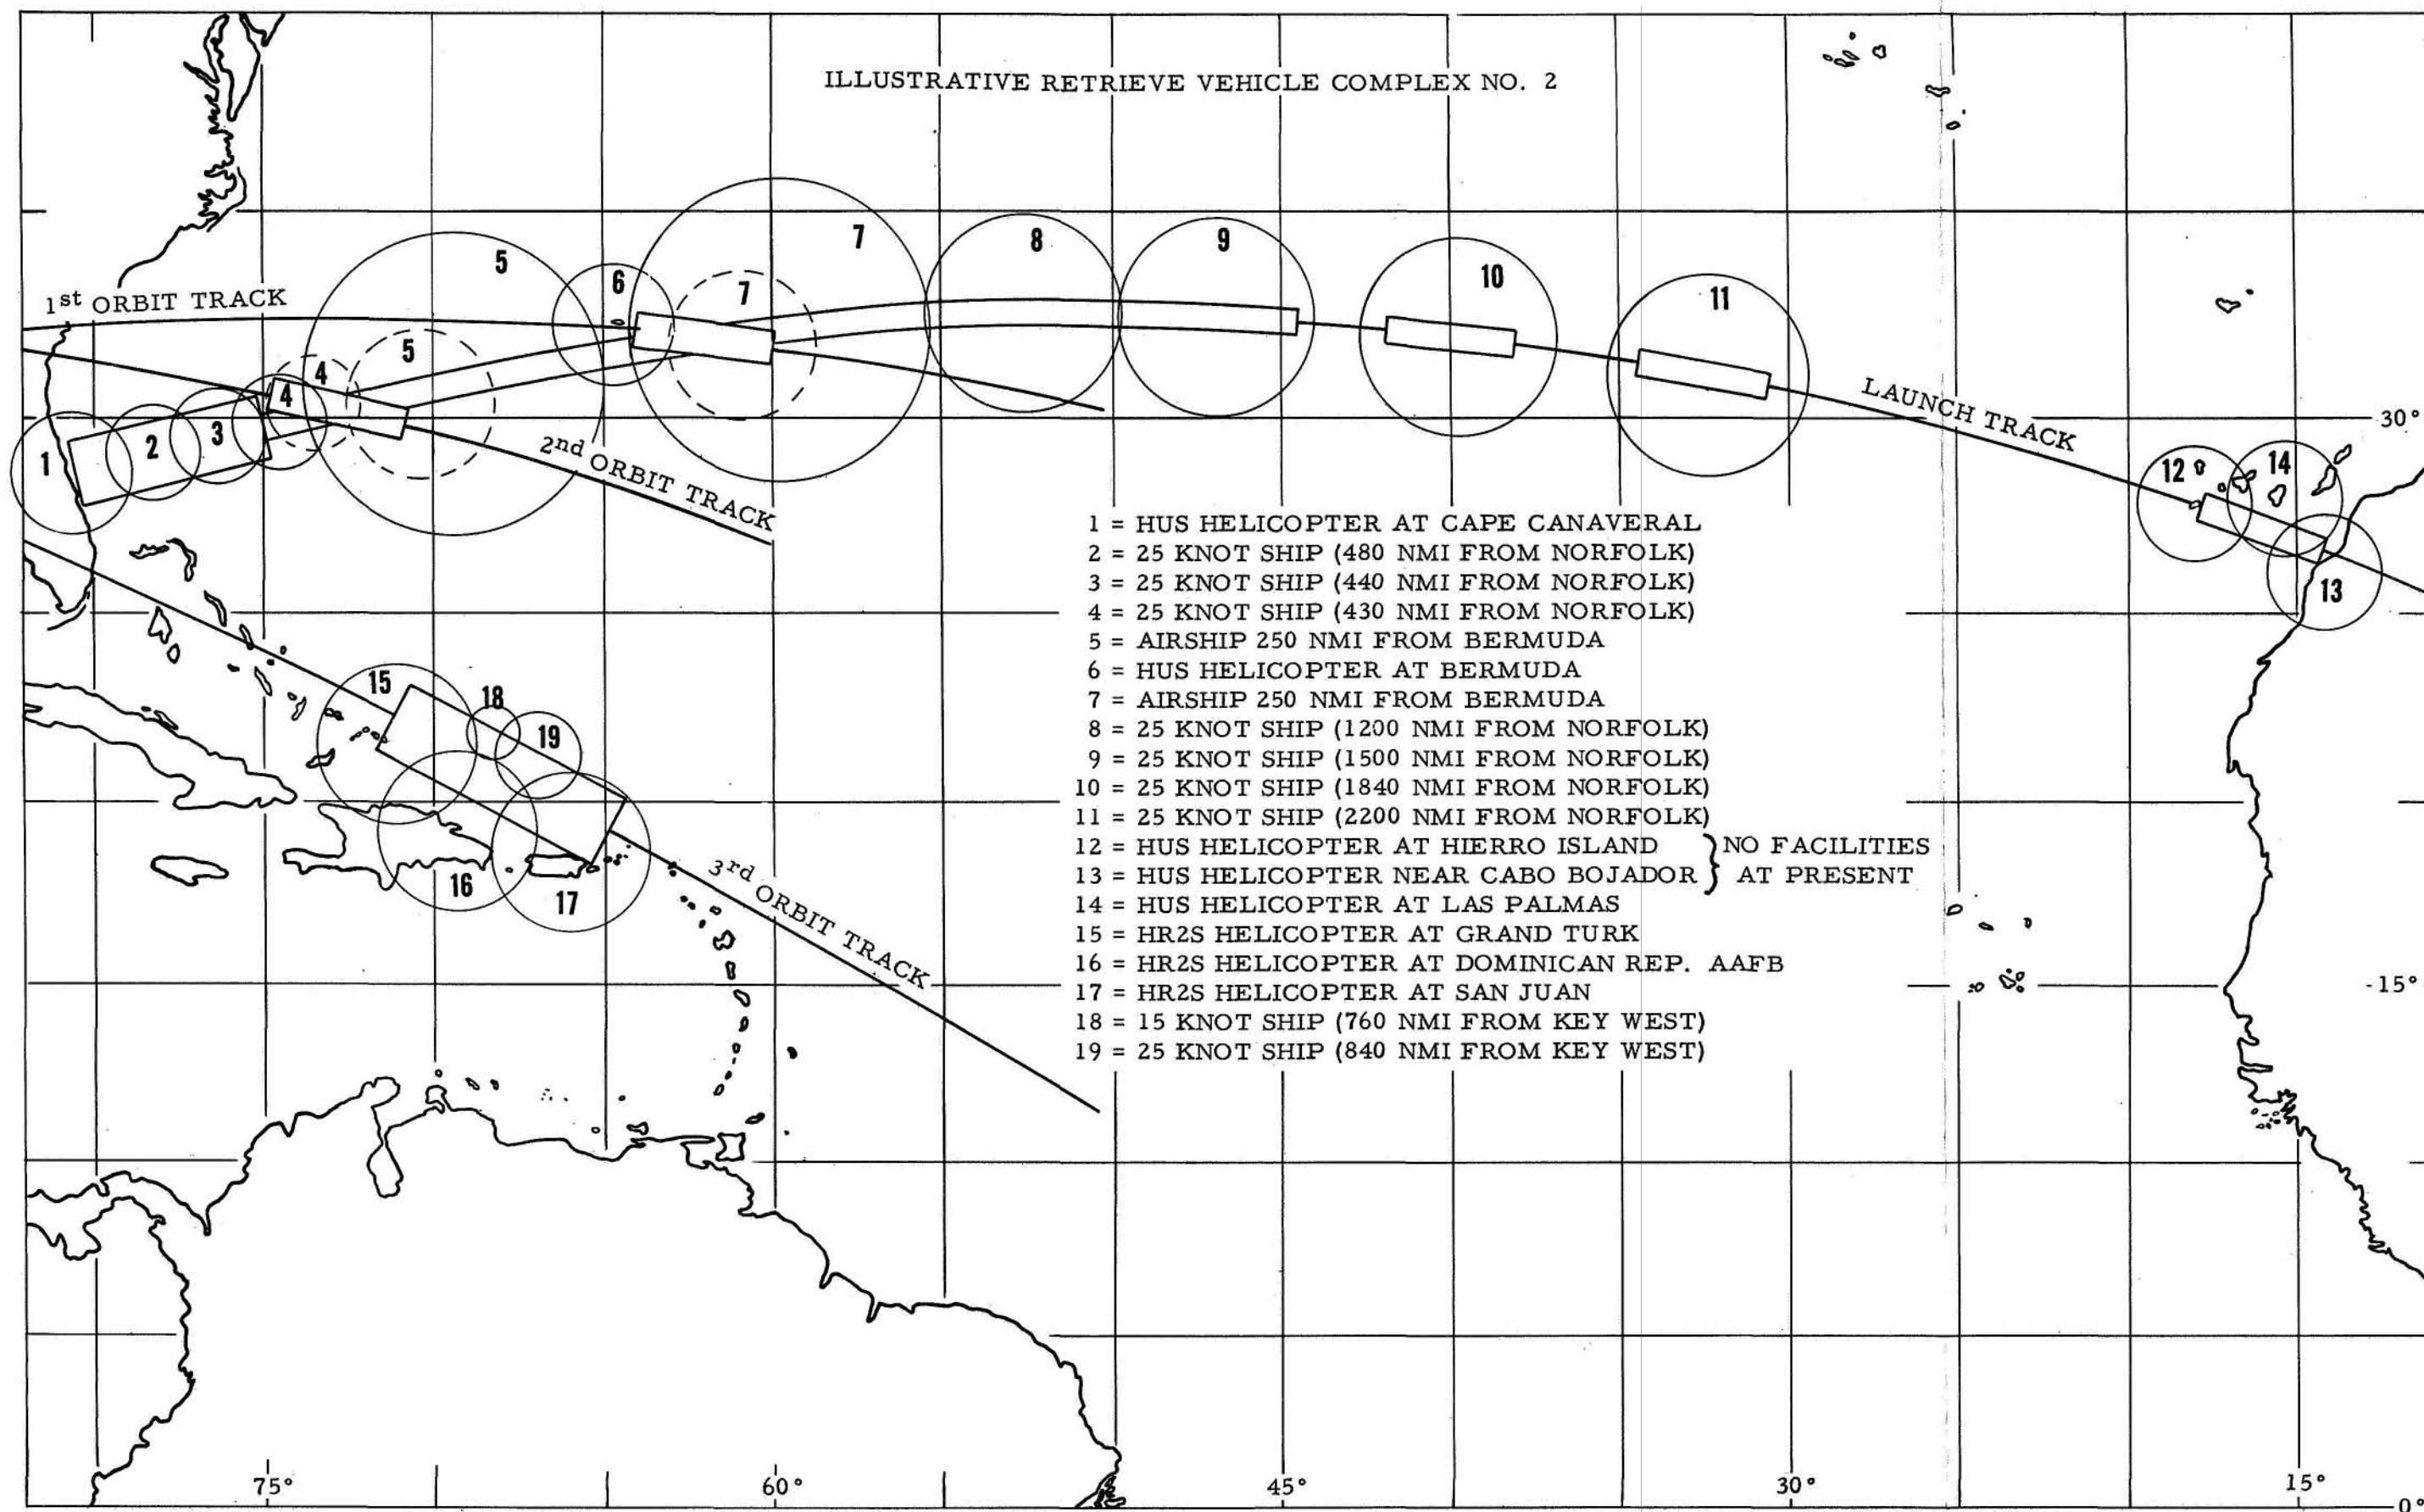 ILLUSTRATIVE RETRIEVE VEHICLE COMPLEX NO. 2
7
8
9
5
6
10
7
11
1st ORBIT TRACK
5
4
4
LAUNCH TRACK
30°
3
2
1
2nd ORBIT TRACK
12
14
13
1 = HUS HELICOPTER AT CAPE CANAVERAL
2 = 25 KNOT SHIP (480 NMI FROM NORFOLK)
3 = 25 KNOT SHIP (440 NMI FROM NORFOLK)
4 = 25 KNOT SHIP (430 NMI FROM NORFOLK)
5 = AIRSHIP 250 NMI FROM BERMUDA
6 = HUS HELICOPTER AT BERMUDA
7 = AIRSHIP 250 NMI FROM BERMUDA
8 = 25 KNOT SHIP (1200 NMI FROM NORFOLK)
9 = 25 KNOT SHIP (1500 NMI FROM NORFOLK)
10 = 25 KNOT SHIP (1840 NMI FROM NORFOLK)
11 = 25 KNOT SHIP (2200 NMI FROM NORFOLK)
12 = HUS HELICOPTER AT HIERRO ISLAND } NO FACILITIES
13 = HUS HELICOPTER NEAR CABO BOJADOR } AT PRESENT
14 = HUS HELICOPTER AT LAS PALMAS
15 = HR2S HELICOPTER AT GRAND TURK
16 = HR2S HELICOPTER AT DOMINICAN REP. AAFB
17 = HR2S HELICOPTER AT SAN JUAN
18 = 15 KNOT SHIP (760 NMI FROM KEY WEST)
19 = 25 KNOT SHIP (840 NMI FROM KEY WEST)
15
18
19
16
17
3rd ORBIT TRACK
15°
75°
60°
45°
30°
15°
0°